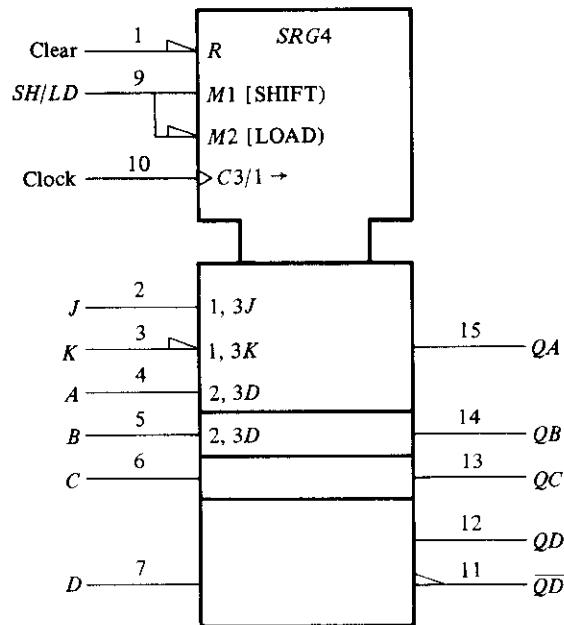 1
Clear
R
SRG4
9
SH/LD
M1 [SHIFT)
M2 [LOAD)
10
Clock
C3/1 →
2
J
1, 3J
3
K
1, 3K
15
QA
4
A
2, 3D
5
B
2, 3D
14
QB
6
C
13
QC
12
QD
7
D
11
Q̅D̅